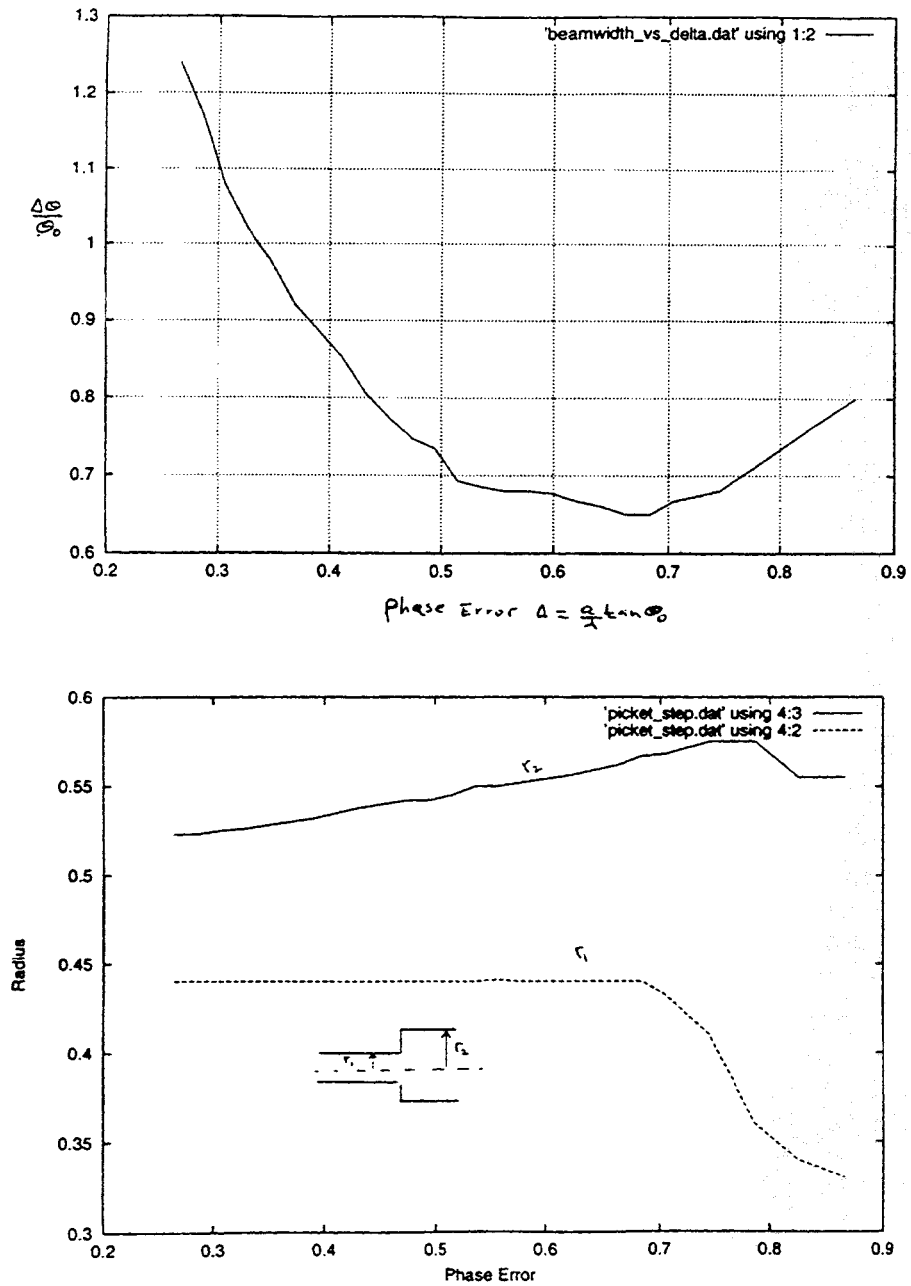 1.3
'beamwidth_vs_delta.dat' using 1:2
1.2
1.1
1
0.9
0.8
0.7
0.6
0.2 0.3 0.4 0.5 0.6 0.7 0.8 0.9
Phase Error Δ = a/λ tan θ₀
0.6
'picket_step.dat' using 4:3
'picket_step.dat' using 4:2
r₂
0.55
0.5
Radius
0.45
r₁
0.4
r₁
r₂
0.35
0.3
0.2 0.3 0.4 0.5 0.6 0.7 0.8 0.9
Phase Error